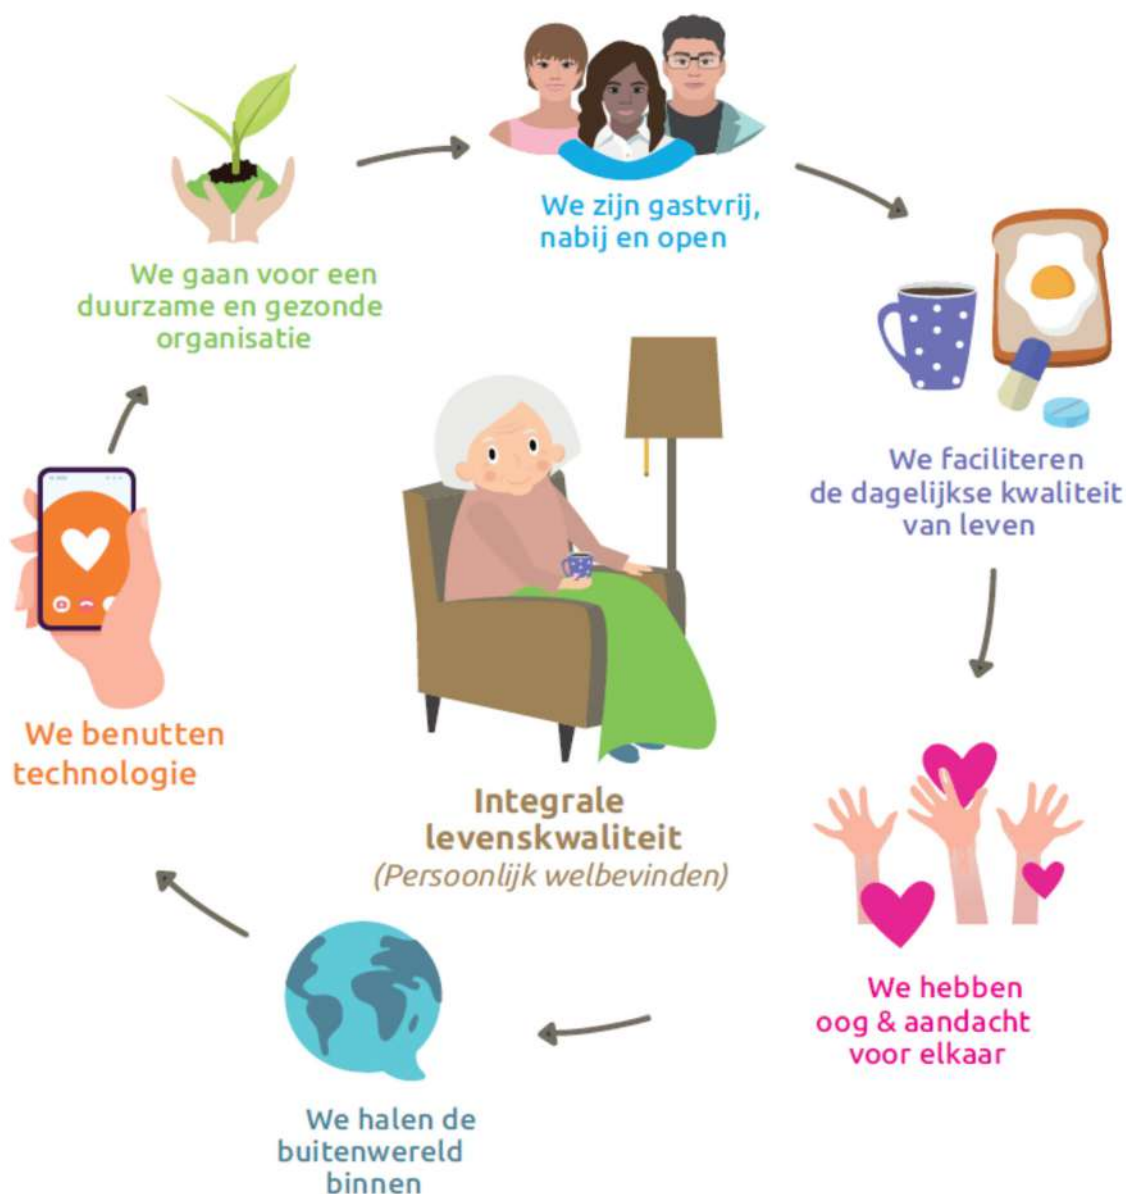 We zijn gastvrij,
nabij en open
We faciliteren
de dagelijkse kwaliteit
van leven
We hebben
oog & aandacht
voor elkaar
We halen de
buitenwereld
binnen
We benutten
technologie
We gaan voor een
duurzame en gezonde
organisatie
Integrale
levenskwaliteit
(Persoonlijk welbevinden)